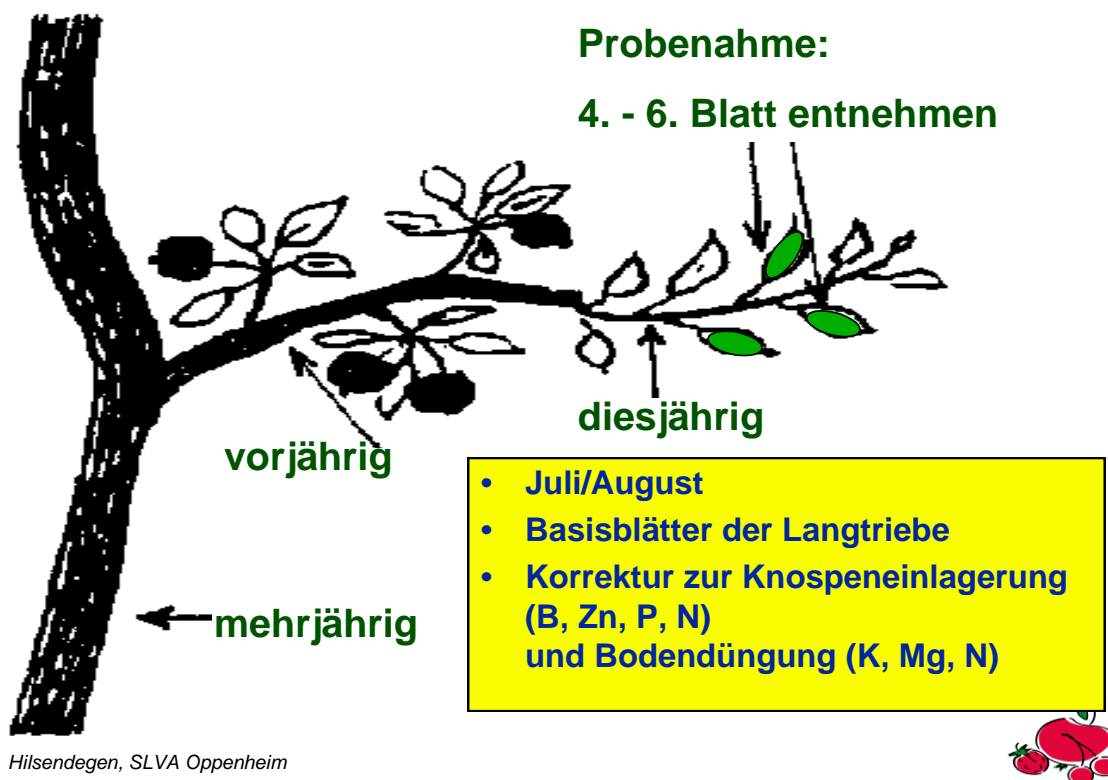 Probenahme:
4. - 6. Blatt entnehmen
diesjährig
vorjährig
• Juli/August
• Basisblätter der Langtriebe
• Korrektur zur Knospeneinlagerung
(B, Zn, P, N)
und Bodendüngung (K, Mg, N)
mehrjährig
Hilsendegen, SLVA Oppenheim